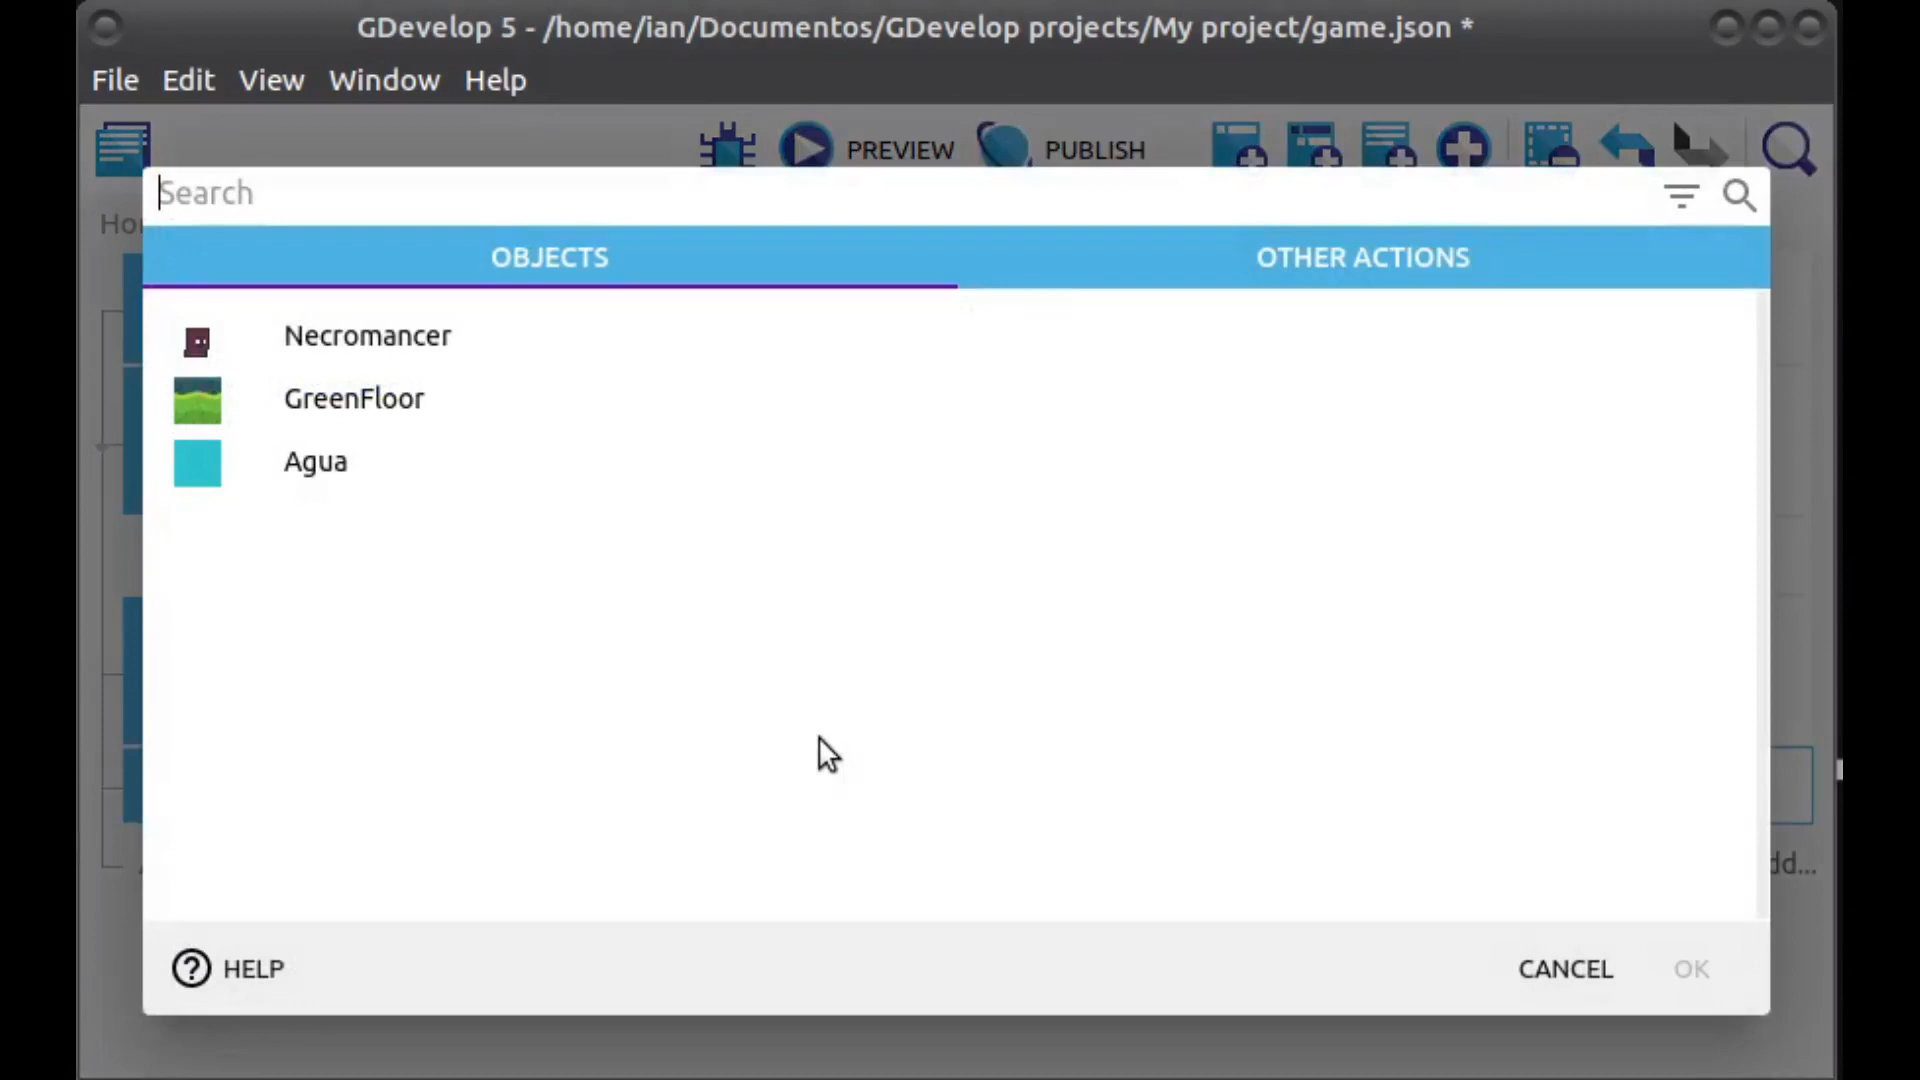 GDevelop 5 - /home/ian/Documentos/GDevelop projects/My project/game.json *
File Edit View Window Help
PREVIEW PUBLISH
Search
OBJECTS OTHER ACTIONS
Necromancer
GreenFloor
Agua
HELP CANCEL OK